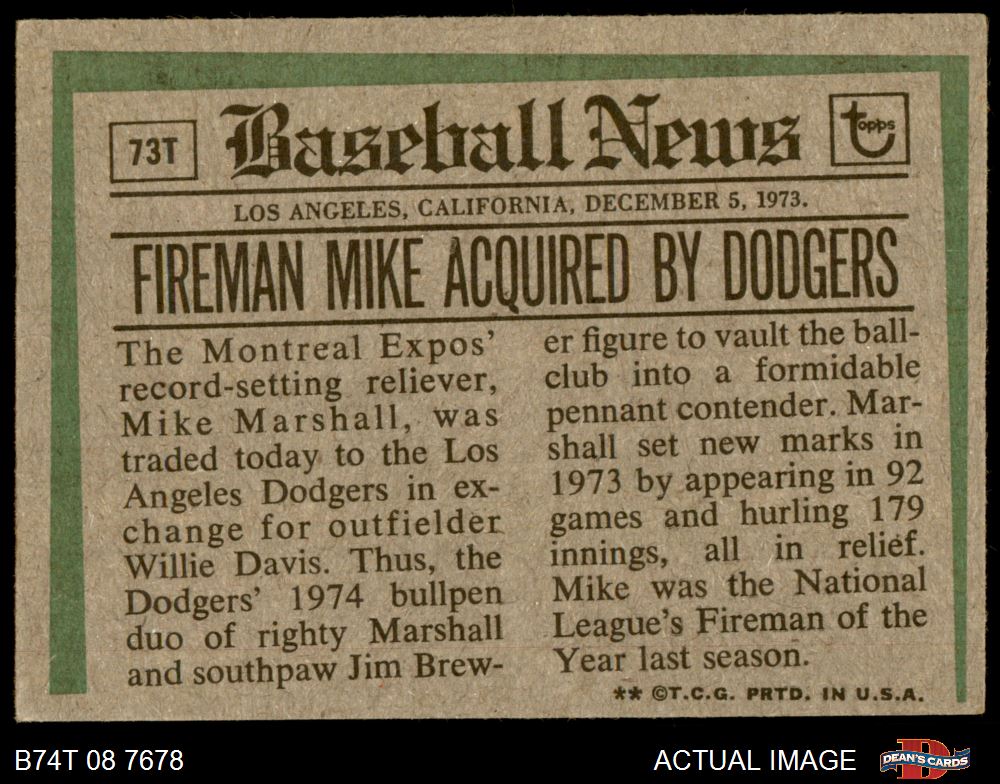 73T
Baseball News
topps
LOS ANGELES, CALIFORNIA, DECEMBER 5, 1973.
FIREMAN MIKE ACQUIRED BY DODGERS
The Montreal Expos'
record-setting reliever,
Mike Marshall, was
traded today to the Los
Angeles Dodgers in ex-
change for outfielder
Willie Davis. Thus, the
Dodgers' 1974 bullpen
duo of righty Marshall
and southpaw Jim Brew-
er figure to vault the ball-
club into a formidable
pennant contender. Mar-
shall set new marks in
1973 by appearing in 92
games and hurling 179
innings, all in relief.
Mike was the National
League's Fireman of the
Year last season.
** ©T.C.G. PRTD. IN U.S.A.
B74T 08 7678
ACTUAL IMAGE
D
DEAN'S CARDS